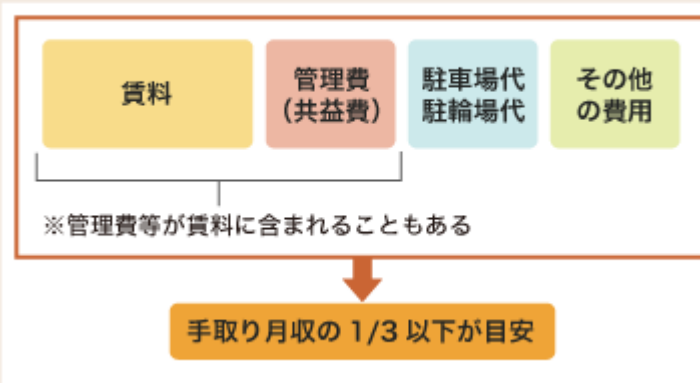 賃料
管理費
（共益費）
駐車場代
駐輪場代
その他
の費用
※管理費等が賃料に含まれることもある
手取り月収の 1/3 以下が目安